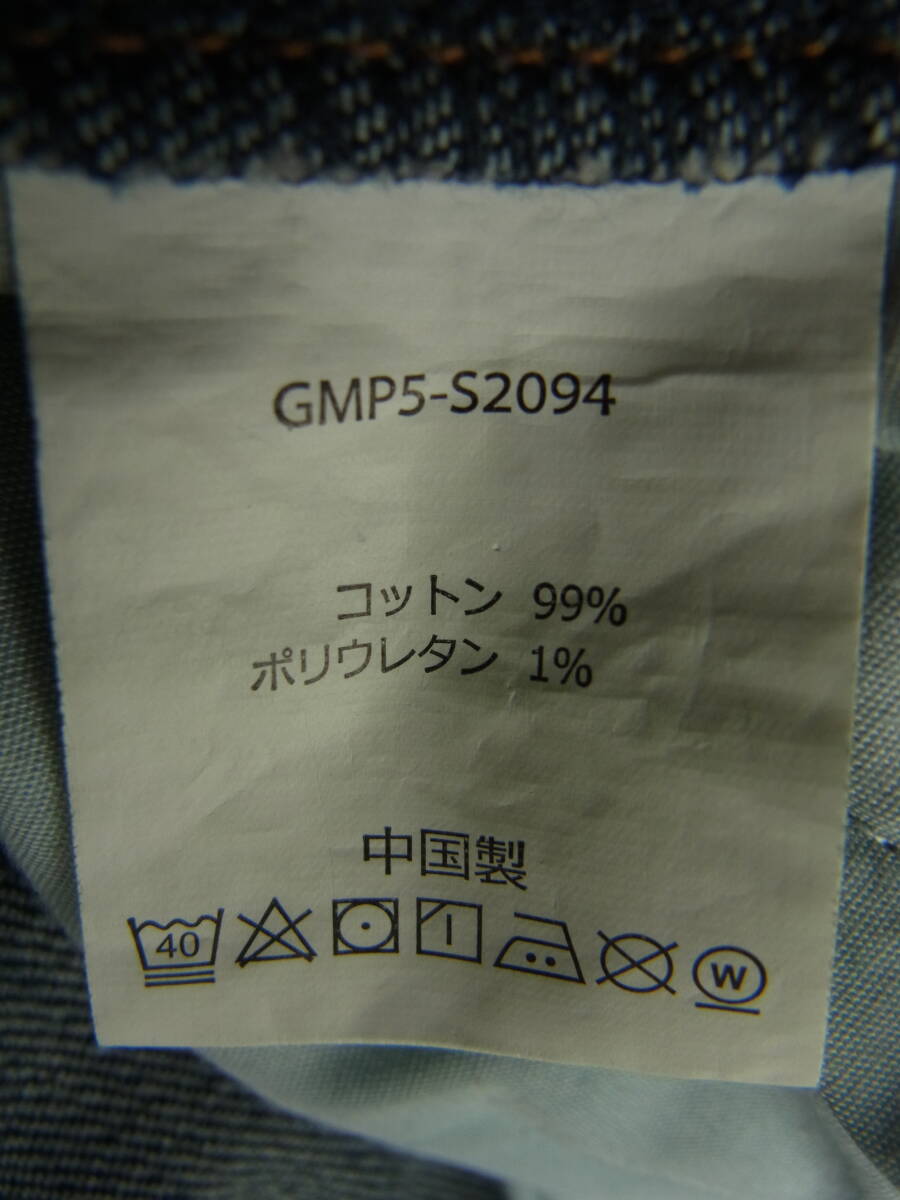 GMP5-S2094
コットン 99%
ポリウレタン 1%
中国製
40 W